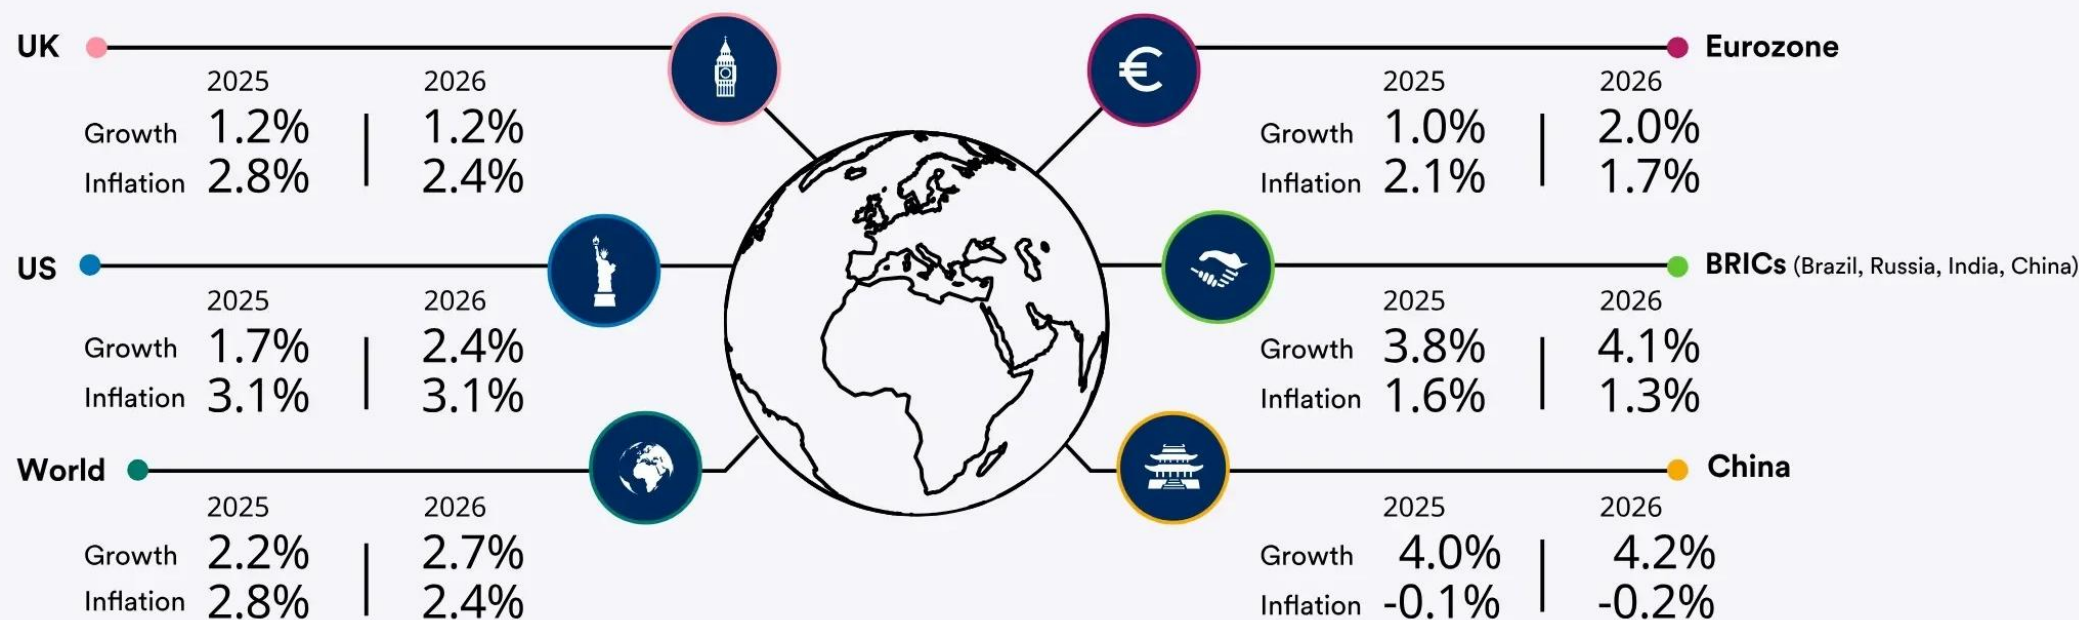 UK
2025 2026
Growth 1.2% 1.2%
Inflation 2.8% 2.4%
US
2025 2026
Growth 1.7% 2.4%
Inflation 3.1% 3.1%
World
2025 2026
Growth 2.2% 2.7%
Inflation 2.8% 2.4%
€
Eurozone
2025 2026
Growth 1.0% 2.0%
Inflation 2.1% 1.7%
BRICs (Brazil, Russia, India, China)
2025 2026
Growth 3.8% 4.1%
Inflation 1.6% 1.3%
China
2025 2026
Growth 4.0% 4.2%
Inflation -0.1% -0.2%